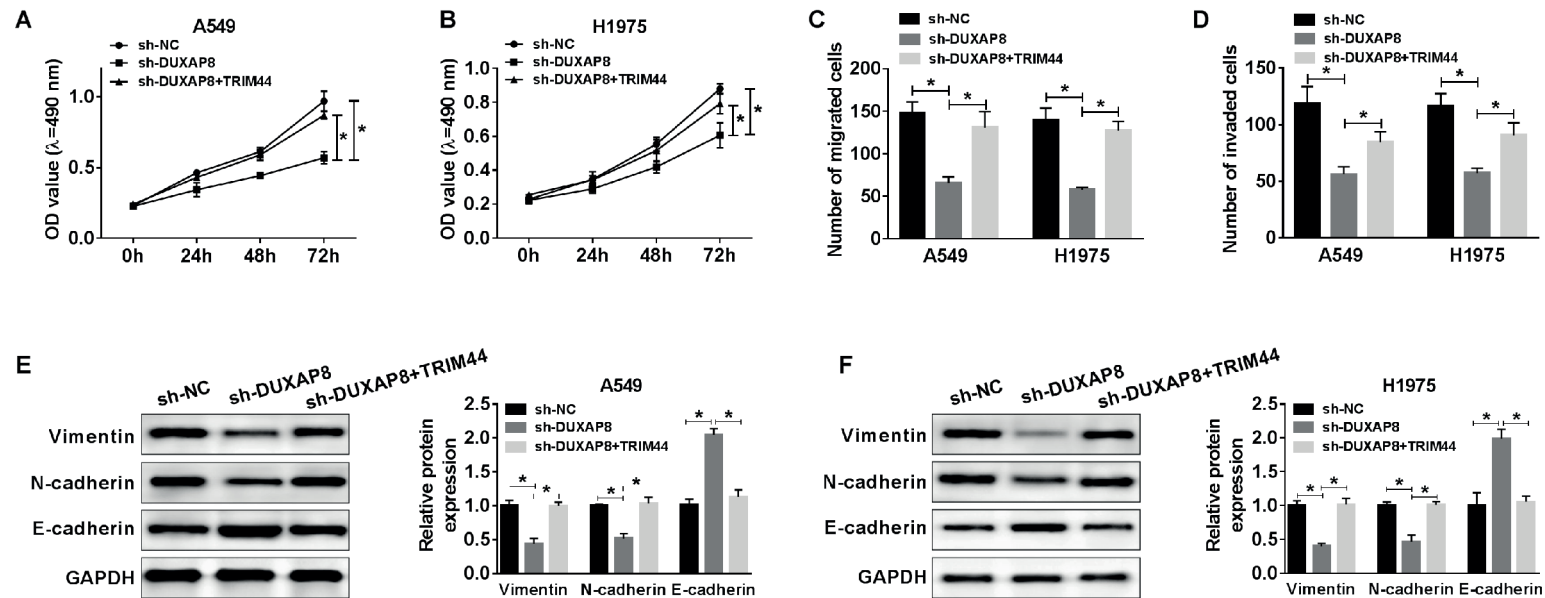 A
A549
sh-NC
sh-DUXAP8
sh-DUXAP8+TRIM44
OD value (λ=490 nm)
1.0
0.5
0.0
0h 24h 48h 72h
*
*
B
H1975
sh-NC
sh-DUXAP8
sh-DUXAP8+TRIM44
OD value (λ=490 nm)
1.0
0.8
0.6
0.4
0.2
0.0
0h 24h 48h 72h
*
*
C
sh-NC
sh-DUXAP8
sh-DUXAP8+TRIM44
Number of migrated cells
200
150
100
50
0
* * * *
A549 H1975
D
sh-NC
sh-DUXAP8
sh-DUXAP8+TRIM44
Number of invaded cells
150
100
50
0
* * * *
A549 H1975
E
sh-NC sh-DUXAP8 sh-DUXAP8+TRIM44
Vimentin
N-cadherin
E-cadherin
GAPDH
A549
sh-NC
sh-DUXAP8
sh-DUXAP8+TRIM44
Relative protein
expression
2.5
2.0
1.5
1.0
0.5
0.0
* * * * * *
Vimentin N-cadherin E-cadherin
F
sh-NC sh-DUXAP8 sh-DUXAP8+TRIM44
Vimentin
N-cadherin
E-cadherin
GAPDH
H1975
sh-NC
sh-DUXAP8
sh-DUXAP8+TRIM44
Relative protein
expression
2.5
2.0
1.5
1.0
0.5
0.0
* * * * * *
Vimentin N-cadherin E-cadherin